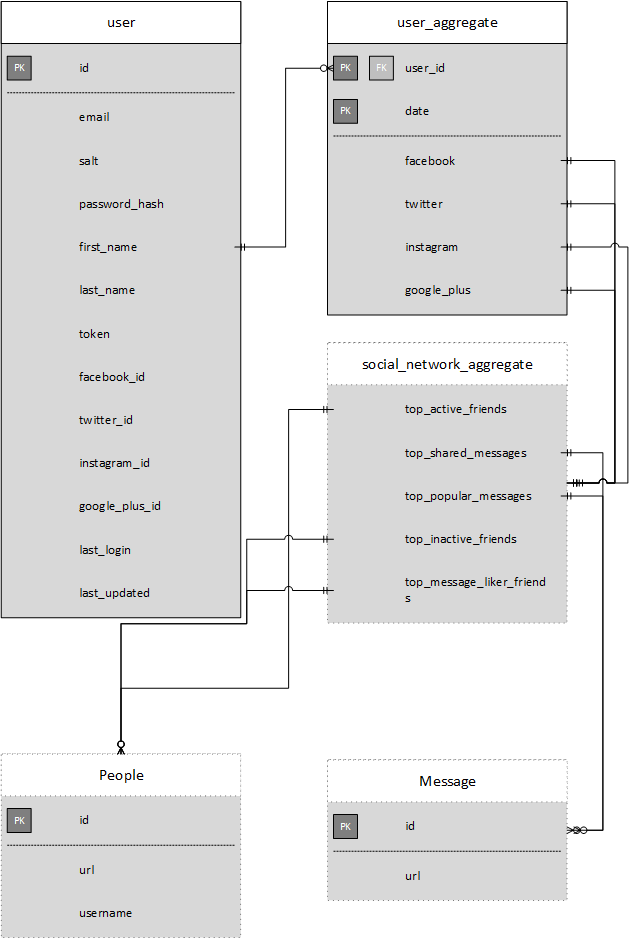 user
PK id
email
salt
password_hash
first_name
last_name
token
facebook_id
twitter_id
instagram_id
google_plus_id
last_login
last_updated
user_aggregate
PK FK user_id
PK date
facebook
twitter
instagram
google_plus
social_network_aggregate
top_active_friends
top_shared_messages
top_popular_messages
top_inactive_friends
top_message_liker_friend
s
People
PK id
url
username
Message
PK id
url